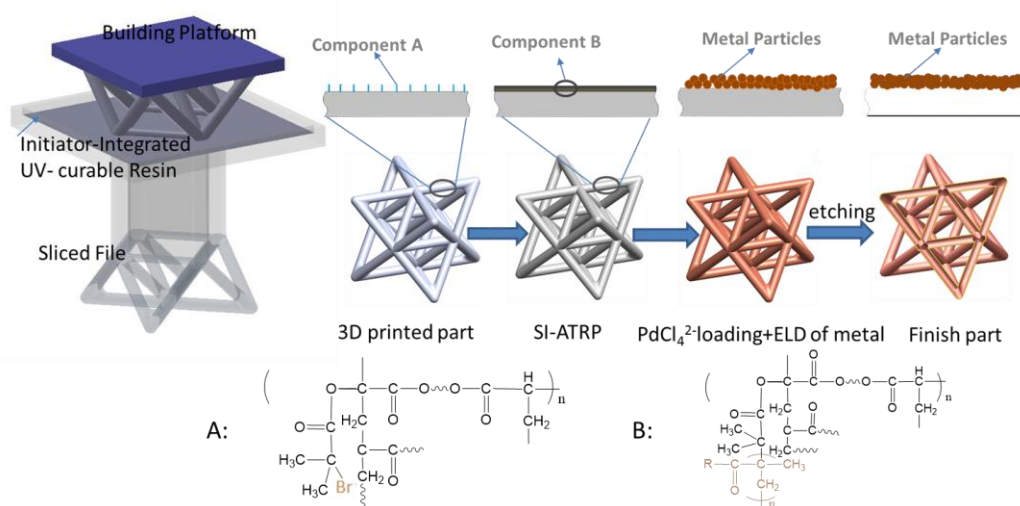 Building Platform
Initiator-Integrated
UV- curable Resin
Sliced File
Component A
Component B
Metal Particles
Metal Particles
etching
3D printed part
SI-ATRP
PdCl₄²⁻loading+ELD of metal
Finish part
A:
O
O
O
O
H
n
O
O
H₂C
CH₂
O
O
H₃C
H₃C
Br
CH₂
B:
O
O
O
O
H
n
O
O
H₂C
CH₂
O
O
H₃C
H₃C
H₂C
R
CH₃
O
CH₂
n